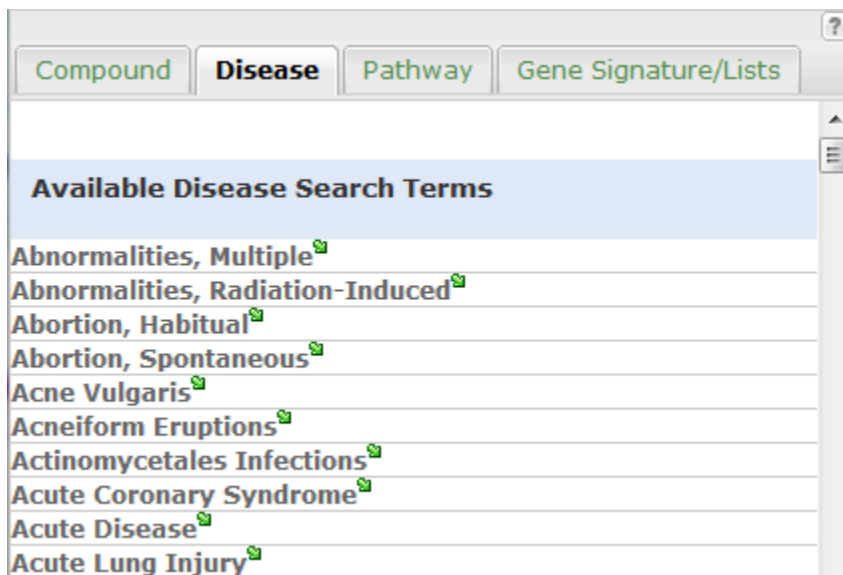 ?
Compound Disease Pathway Gene Signature/Lists
Available Disease Search Terms
Abnormalities, Multiple
Abnormalities, Radiation-Induced
Abortion, Habitual
Abortion, Spontaneous
Acne Vulgaris
Acneiform Eruptions
Actinomycetales Infections
Acute Coronary Syndrome
Acute Disease
Acute Lung Injury